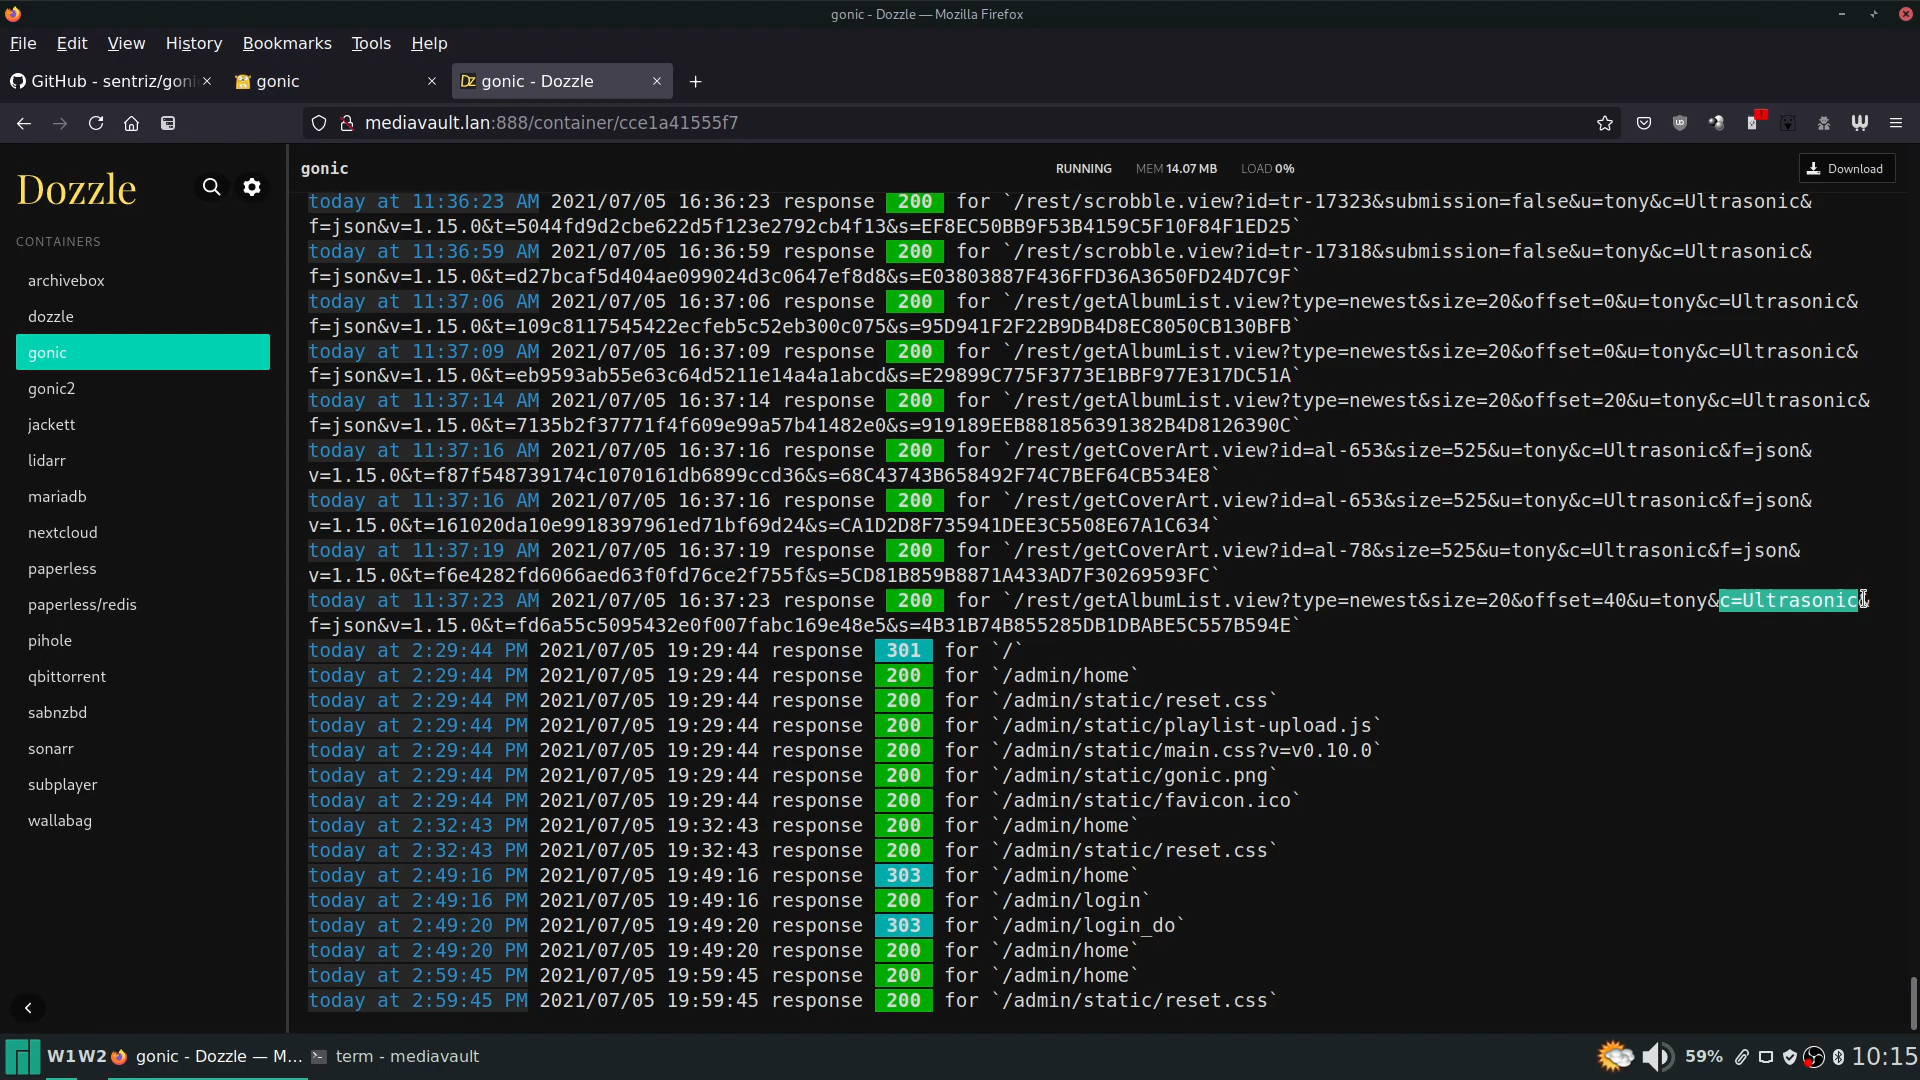 gonic - Dozzle — Mozilla Firefox
File Edit View History Bookmarks Tools Help
GitHub - sentriz/goni × gonic × DZ gonic - Dozzle × +
mediavault.lan:888/container/cce1a41555f7
Dozzle
CONTAINERS
archivebox
dozzle
gonic
gonic2
jackett
lidarr
mariadb
nextcloud
paperless
paperless/redis
pihole
qbittorrent
sabnzbd
sonarr
subplayer
wallabag
gonic RUNNING MEM 14.07 MB LOAD 0% Download
today at 11:36:23 AM 2021/07/05 16:36:23 response 200 for `/rest/scrobble.view?id=tr-17323&submission=false&u=tony&c=Ultrasonic&
f=json&v=1.15.0&t=5044fd9d2cbe622d5f123e2792cb4f13&s=EF8EC50BB9F53B4159C5F10F84F1ED25`
today at 11:36:59 AM 2021/07/05 16:36:59 response 200 for `/rest/scrobble.view?id=tr-17318&submission=false&u=tony&c=Ultrasonic&
f=json&v=1.15.0&t=d27bcaf5d404ae099024d3c0647ef8d8&s=E03803887F436FFD36A3650FD24D7C9F`
today at 11:37:06 AM 2021/07/05 16:37:06 response 200 for `/rest/getAlbumList.view?type=newest&size=20&offset=0&u=tony&c=Ultrasonic&
f=json&v=1.15.0&t=109c8117545422ecfeb5c52eb300c075&s=95D941F2F22B9DB4D8EC8050CB130BFB`
today at 11:37:09 AM 2021/07/05 16:37:09 response 200 for `/rest/getAlbumList.view?type=newest&size=20&offset=0&u=tony&c=Ultrasonic&
f=json&v=1.15.0&t=eb9593ab55e63c64d5211e14a4a1abcd&s=E29899C775F3773E1BBF977E317DC51A`
today at 11:37:14 AM 2021/07/05 16:37:14 response 200 for `/rest/getAlbumList.view?type=newest&size=20&offset=20&u=tony&c=Ultrasonic&
f=json&v=1.15.0&t=7135b2f37771f4f609e99a57b41482e0&s=919189EEB881856391382B4D8126390C`
today at 11:37:16 AM 2021/07/05 16:37:16 response 200 for `/rest/getCoverArt.view?id=al-653&size=525&u=tony&c=Ultrasonic&f=json&
v=1.15.0&t=f87f548739174c1070161db6899ccd36&s=68C43743B658492F74C7BEF64CB534E8`
today at 11:37:16 AM 2021/07/05 16:37:16 response 200 for `/rest/getCoverArt.view?id=al-653&size=525&u=tony&c=Ultrasonic&f=json&
v=1.15.0&t=161020da10e9918397961ed71bf69d24&s=CA1D2D8F735941DEE3C5508E67A1C634`
today at 11:37:19 AM 2021/07/05 16:37:19 response 200 for `/rest/getCoverArt.view?id=al-78&size=525&u=tony&c=Ultrasonic&f=json&
v=1.15.0&t=f6e4282fd6066aed63f0fd76ce2f755f&s=5CD81B859B8871A433AD7F30269593FC`
today at 11:37:23 AM 2021/07/05 16:37:23 response 200 for `/rest/getAlbumList.view?type=newest&size=20&offset=40&u=tony&c=Ultrasonic&
f=json&v=1.15.0&t=fd6a55c5095432e0f007fabc169e48e5&s=4B31B74B855285DB1DBABE5C557B594E`
today at 2:29:44 PM 2021/07/05 19:29:44 response 301 for `/`
today at 2:29:44 PM 2021/07/05 19:29:44 response 200 for `/admin/home`
today at 2:29:44 PM 2021/07/05 19:29:44 response 200 for `/admin/static/reset.css`
today at 2:29:44 PM 2021/07/05 19:29:44 response 200 for `/admin/static/playlist-upload.js`
today at 2:29:44 PM 2021/07/05 19:29:44 response 200 for `/admin/static/main.css?v=v0.10.0`
today at 2:29:44 PM 2021/07/05 19:29:44 response 200 for `/admin/static/gonic.png`
today at 2:29:44 PM 2021/07/05 19:29:44 response 200 for `/admin/static/favicon.ico`
today at 2:32:43 PM 2021/07/05 19:32:43 response 200 for `/admin/home`
today at 2:32:43 PM 2021/07/05 19:32:43 response 200 for `/admin/static/reset.css`
today at 2:49:16 PM 2021/07/05 19:49:16 response 303 for `/admin/home`
today at 2:49:16 PM 2021/07/05 19:49:16 response 200 for `/admin/login`
today at 2:49:20 PM 2021/07/05 19:49:20 response 303 for `/admin/login_do`
today at 2:49:20 PM 2021/07/05 19:49:20 response 200 for `/admin/home`
today at 2:59:45 PM 2021/07/05 19:59:45 response 200 for `/admin/home`
today at 2:59:45 PM 2021/07/05 19:59:45 response 200 for `/admin/static/reset.css`
W1 W2 gonic - Dozzle — M... term - mediavault 59% 10:15